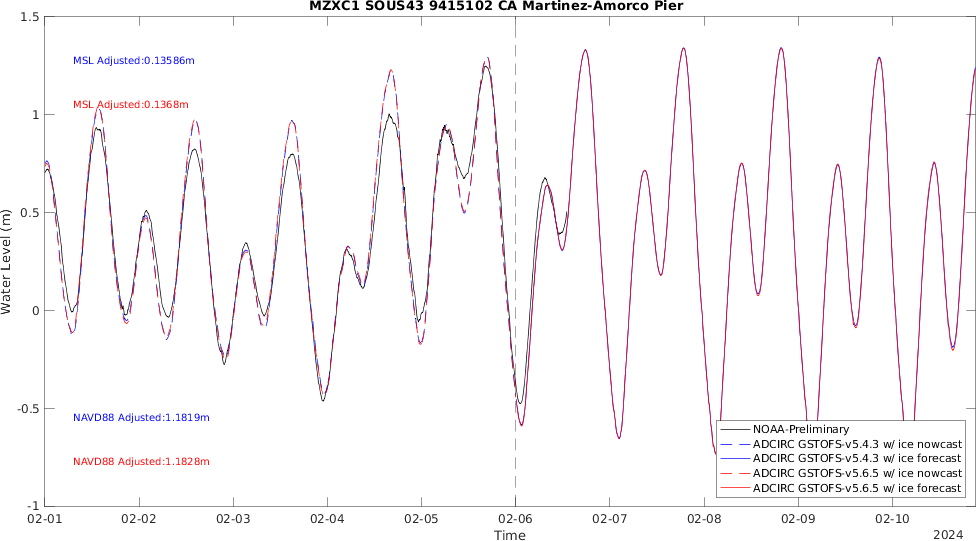 MZXC1 SOUS43 9415102 CA Martinez-Amorco Pier
1.5
1
0.5
0
-0.5
-1
Water Level (m)
MSL Adjusted:0.13586m
MSL Adjusted:0.1368m
NAVD88 Adjusted:1.1819m
NAVD88 Adjusted:1.1828m
NOAA-Preliminary
ADCIRC GSTOFS-v5.4.3 w/ ice nowcast
ADCIRC GSTOFS-v5.4.3 w/ ice forecast
ADCIRC GSTOFS-v5.6.5 w/ ice nowcast
ADCIRC GSTOFS-v5.6.5 w/ ice forecast
02-01 02-02 02-03 02-04 02-05 02-06 02-07 02-08 02-09 02-10
Time
2024